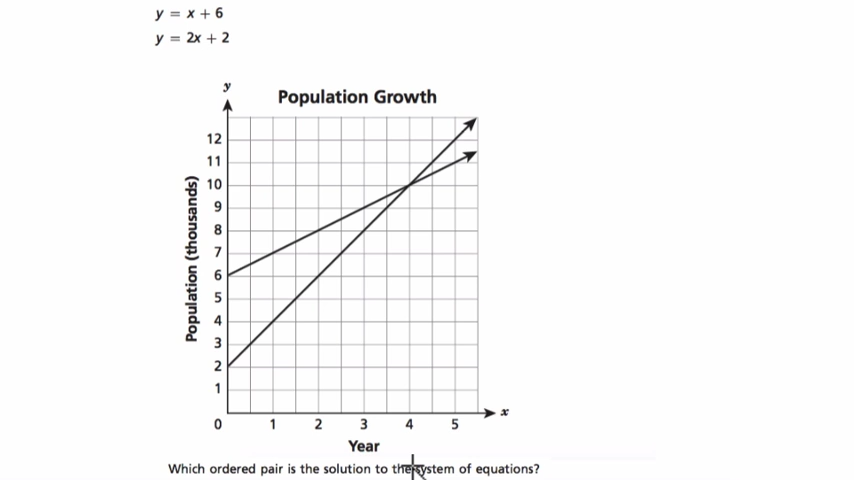 y = x + 6
y = 2x + 2
y
Population Growth
Population (thousands)
12
11
10
9
8
7
6
5
4
3
2
1
0 1 2 3 4 5 x
Year
Which ordered pair is the solution to the system of equations?